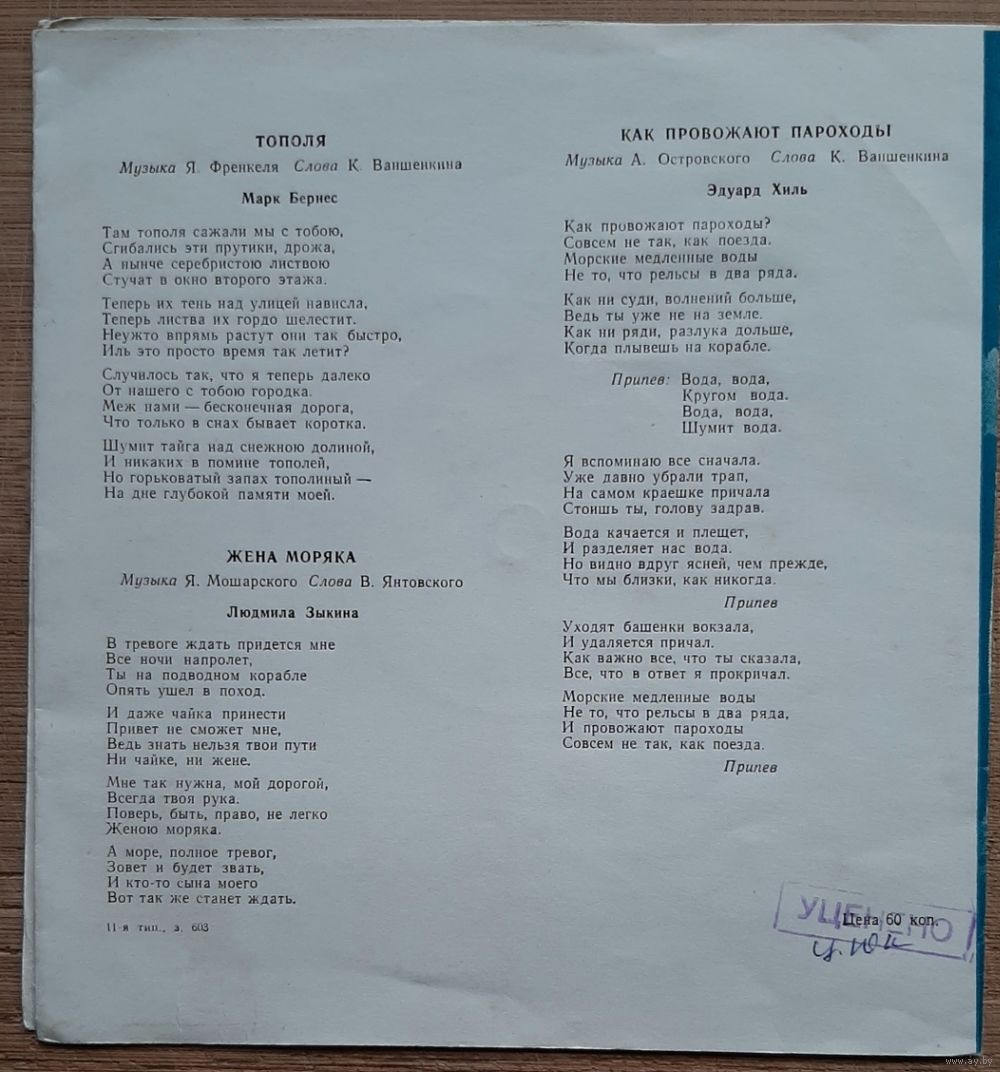 ТОПОЛЯ
Музыка Я. Френкеля Слова К. Ваншенкина
Марк Бернес
Там тополя сажали мы с тобою,
Сгибались эти прутики, дрожа,
А нынче серебристою листвою
Стучат в окно второго этажа.
Теперь их тень над улицей нависла,
Теперь листва их гордо шелестит.
Неужто впрямь растут они так быстро,
Иль это просто время так летит?
Случилось так, что я теперь далеко
От нашего с тобою городка.
Меж нами — бесконечная дорога,
Что только в снах бывает коротка.
Шумит тайга над снежною долиной,
И никаких в помине тополей,
Но горьковатый запах тополиный —
На дне глубокой памяти моей.
ЖЕНА МОРЯКА
Музыка Я. Мошарского Слова В. Янтовского
Людмила Зыкина
В тревоге ждать придется мне
Все ночи напролет,
Ты на подводном корабле
Опять ушел в поход.
И даже чайка принести
Привет не сможет мне,
Ведь знать нельзя твои пути
Ни чайке, ни жене.
Мне так нужна, мой дорогой,
Всегда твоя рука.
Поверь, быть, право, не легко
Женою моряка.
А море, полное тревог,
Зовет и будет звать,
И кто-то сына моего
Вот так же станет ждать.
11-я тип., з. 603
КАК ПРОВОЖАЮТ ПАРОХОДЫ
Музыка А. Островского Слова К. Ваншенкина
Эдуард Хиль
Как провожают пароходы?
Совсем не так, как поезда.
Морские медленные воды
Не то, что рельсы в два ряда.
Как ни суди, волнений больше,
Ведь ты уже не на земле.
Как ни ряди, разлука дольше,
Когда плывешь на корабле.
Припев: Вода, вода,
Кругом вода.
Вода, вода,
Шумит вода.
Я вспоминаю все сначала.
Уже давно убрали трап,
На самом краешке причала
Стоишь ты, голову задрав.
Вода качается и плещет,
И разделяет нас вода.
Но видно вдруг ясней, чем прежде,
Что мы близки, как никогда.
Припев
Уходят башенки вокзала,
И удаляется причал.
Как важно все, что ты сказала,
Все, что в ответ я прокричал.
Морские медленные воды
Не то, что рельсы в два ряда,
И провожают пароходы
Совсем не так, как поезда.
Припев
Цена 60 коп.
УЦЕНЕНО
www.ay.by